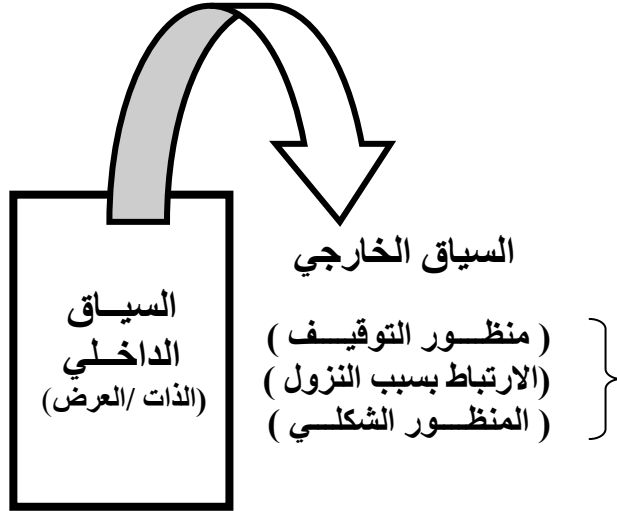 السياق الخارجي
( منظور التوقيف )
(الارتباط بسبب النزول )
( المنظور الشكلي )
السياق
الداخلي
(الذات /العرض)